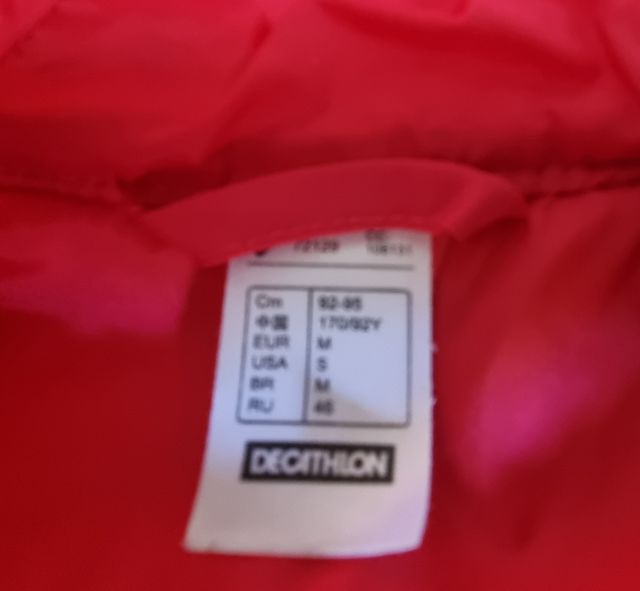 Cm 92-95
中国 170/92Y
EUR M
USA S
BR M
RU 46
DECATHLON